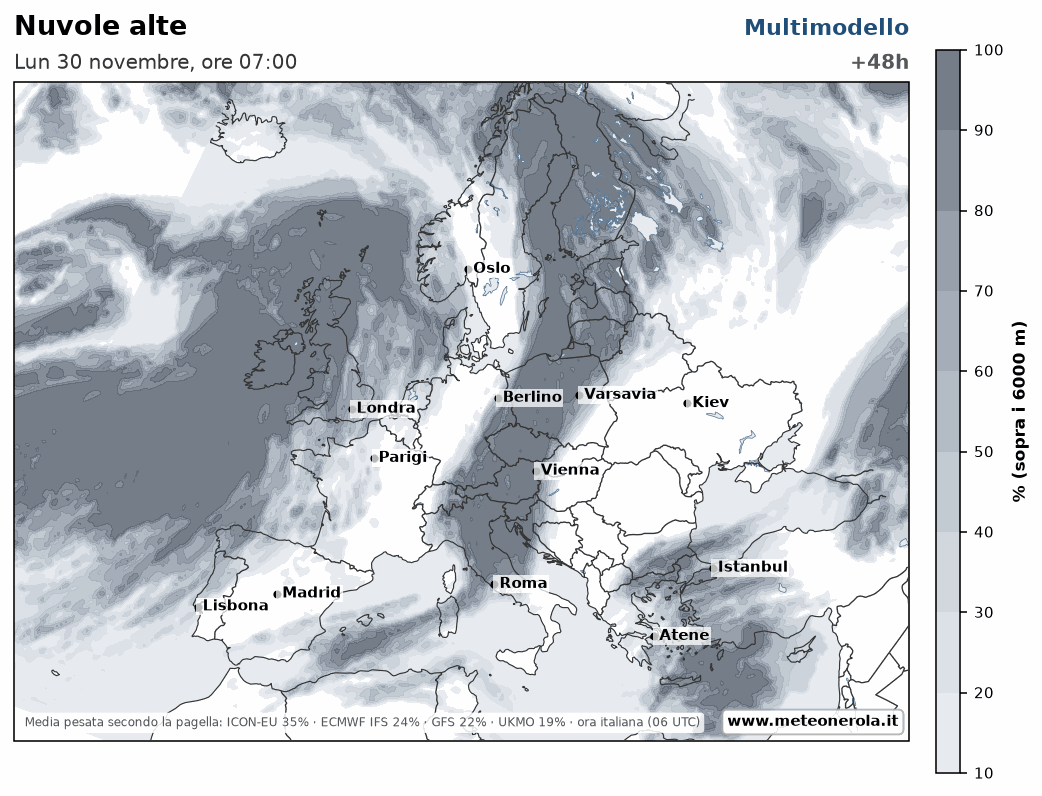 Nuvole alte
Multimodello
Lun 30 novembre, ore 07:00
+48h
100
90
80
70
60
50
40
30
20
10
% (sopra i 6000 m)
Oslo
Berlino
Varsavia
Kiev
Londra
Parigi
Vienna
Istanbul
Roma
Madrid
Lisbona
Atene
Media pesata secondo la pagella: ICON-EU 35% · ECMWF IFS 24% · GFS 22% · UKMO 19% · ora italiana (06 UTC)
www.meteonerola.it